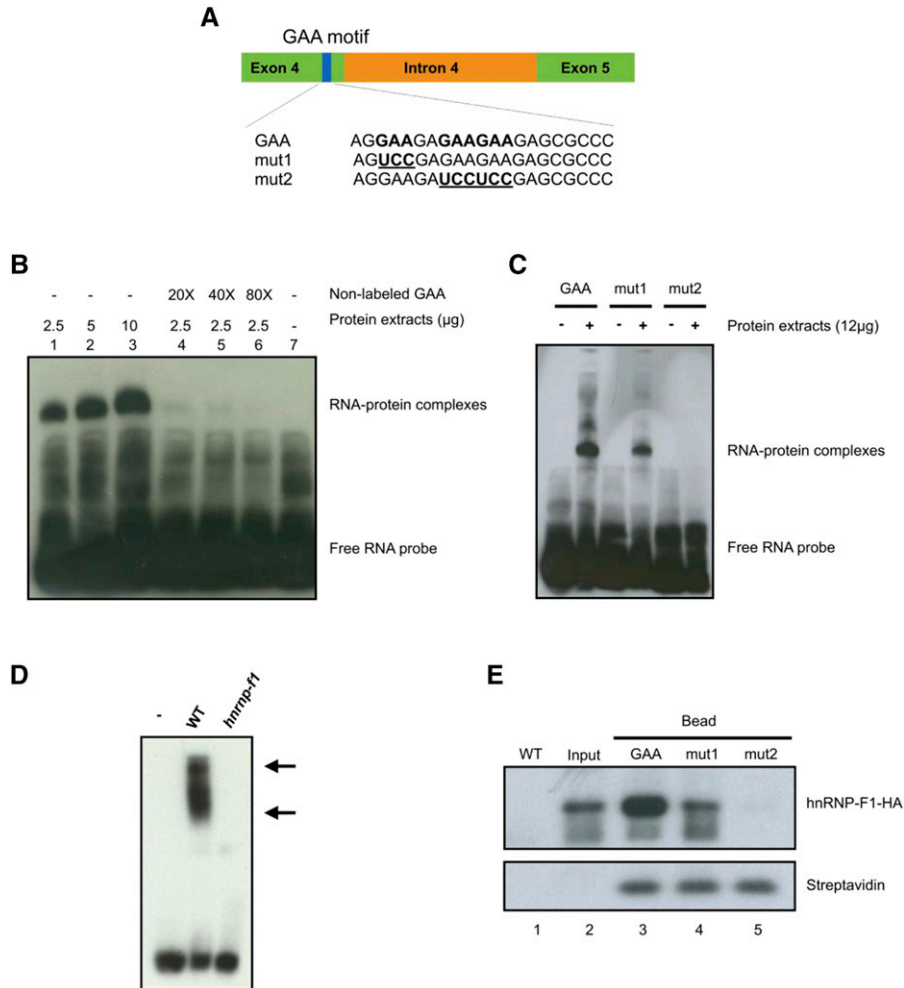 A
GAA motif
Exon 4 Intron 4 Exon 5
GAA AGGAAGAGAAGAAGAGCGCCC
mut1 AGUCCGAGAAGAAGAGCGCCC
mut2 AGGAAGAUCCUCCGAGCGCCC
B
- - - 20X 40X 80X - Non-labeled GAA
2.5 5 10 2.5 2.5 2.5 - Protein extracts (µg)
1 2 3 4 5 6 7
RNA-protein complexes
Free RNA probe
C
GAA mut1 mut2
- + - + - + Protein extracts (12µg)
RNA-protein complexes
Free RNA probe
D
- WT hnrnp-f1
E
Bead
WT Input GAA mut1 mut2
hnRNP-F1-HA
Streptavidin
1 2 3 4 5